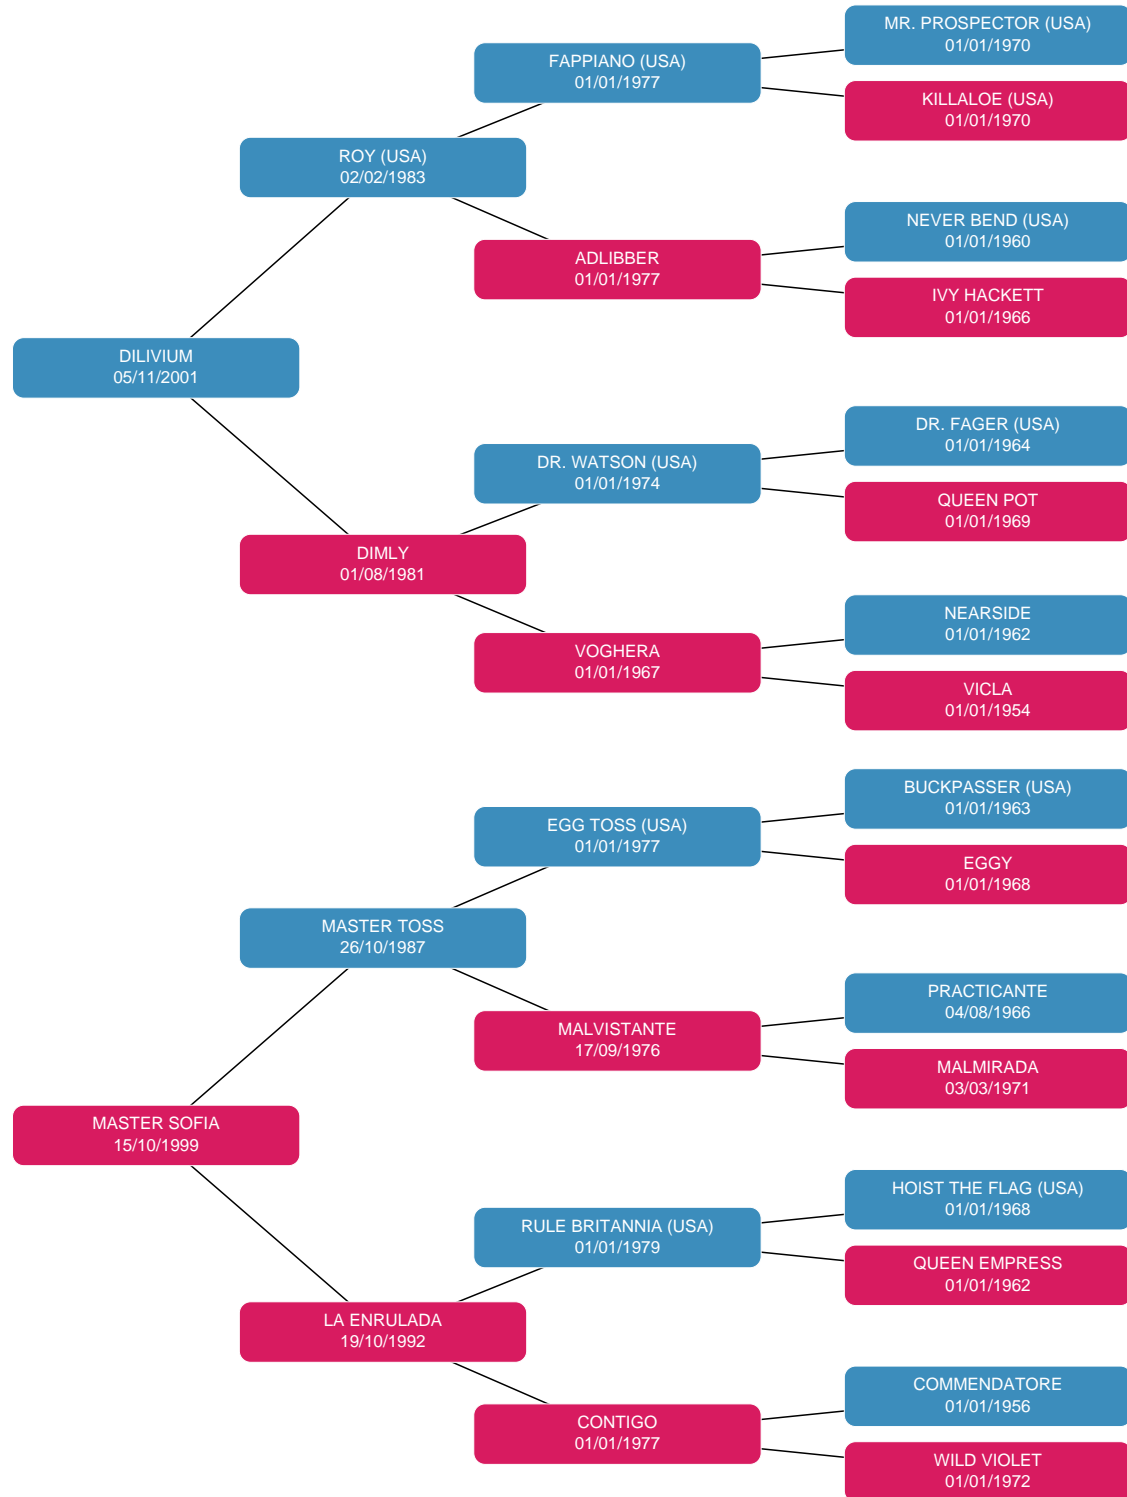 MR. PROSPECTOR (USA)
01/01/1970
FAPPIANO (USA)
01/01/1977
KILLALOE (USA)
01/01/1970
ROY (USA)
02/02/1983
NEVER BEND (USA)
01/01/1960
ADLIBBER
01/01/1977
IVY HACKETT
01/01/1966
DILIVIUM
05/11/2001
DR. FAGER (USA)
01/01/1964
DR. WATSON (USA)
01/01/1974
QUEEN POT
01/01/1969
DIMLY
01/08/1981
NEARSIDE
01/01/1962
VOGHERA
01/01/1967
VICLA
01/01/1954
BUCKPASSER (USA)
01/01/1963
EGG TOSS (USA)
01/01/1977
EGGY
01/01/1968
MASTER TOSS
26/10/1987
PRACTICANTE
04/08/1966
MALVISTANTE
17/09/1976
MALMIRADA
03/03/1971
MASTER SOFIA
15/10/1999
HOIST THE FLAG (USA)
01/01/1968
RULE BRITANNIA (USA)
01/01/1979
QUEEN EMPRESS
01/01/1962
LA ENRULADA
19/10/1992
COMMENDATORE
01/01/1956
CONTIGO
01/01/1977
WILD VIOLET
01/01/1972